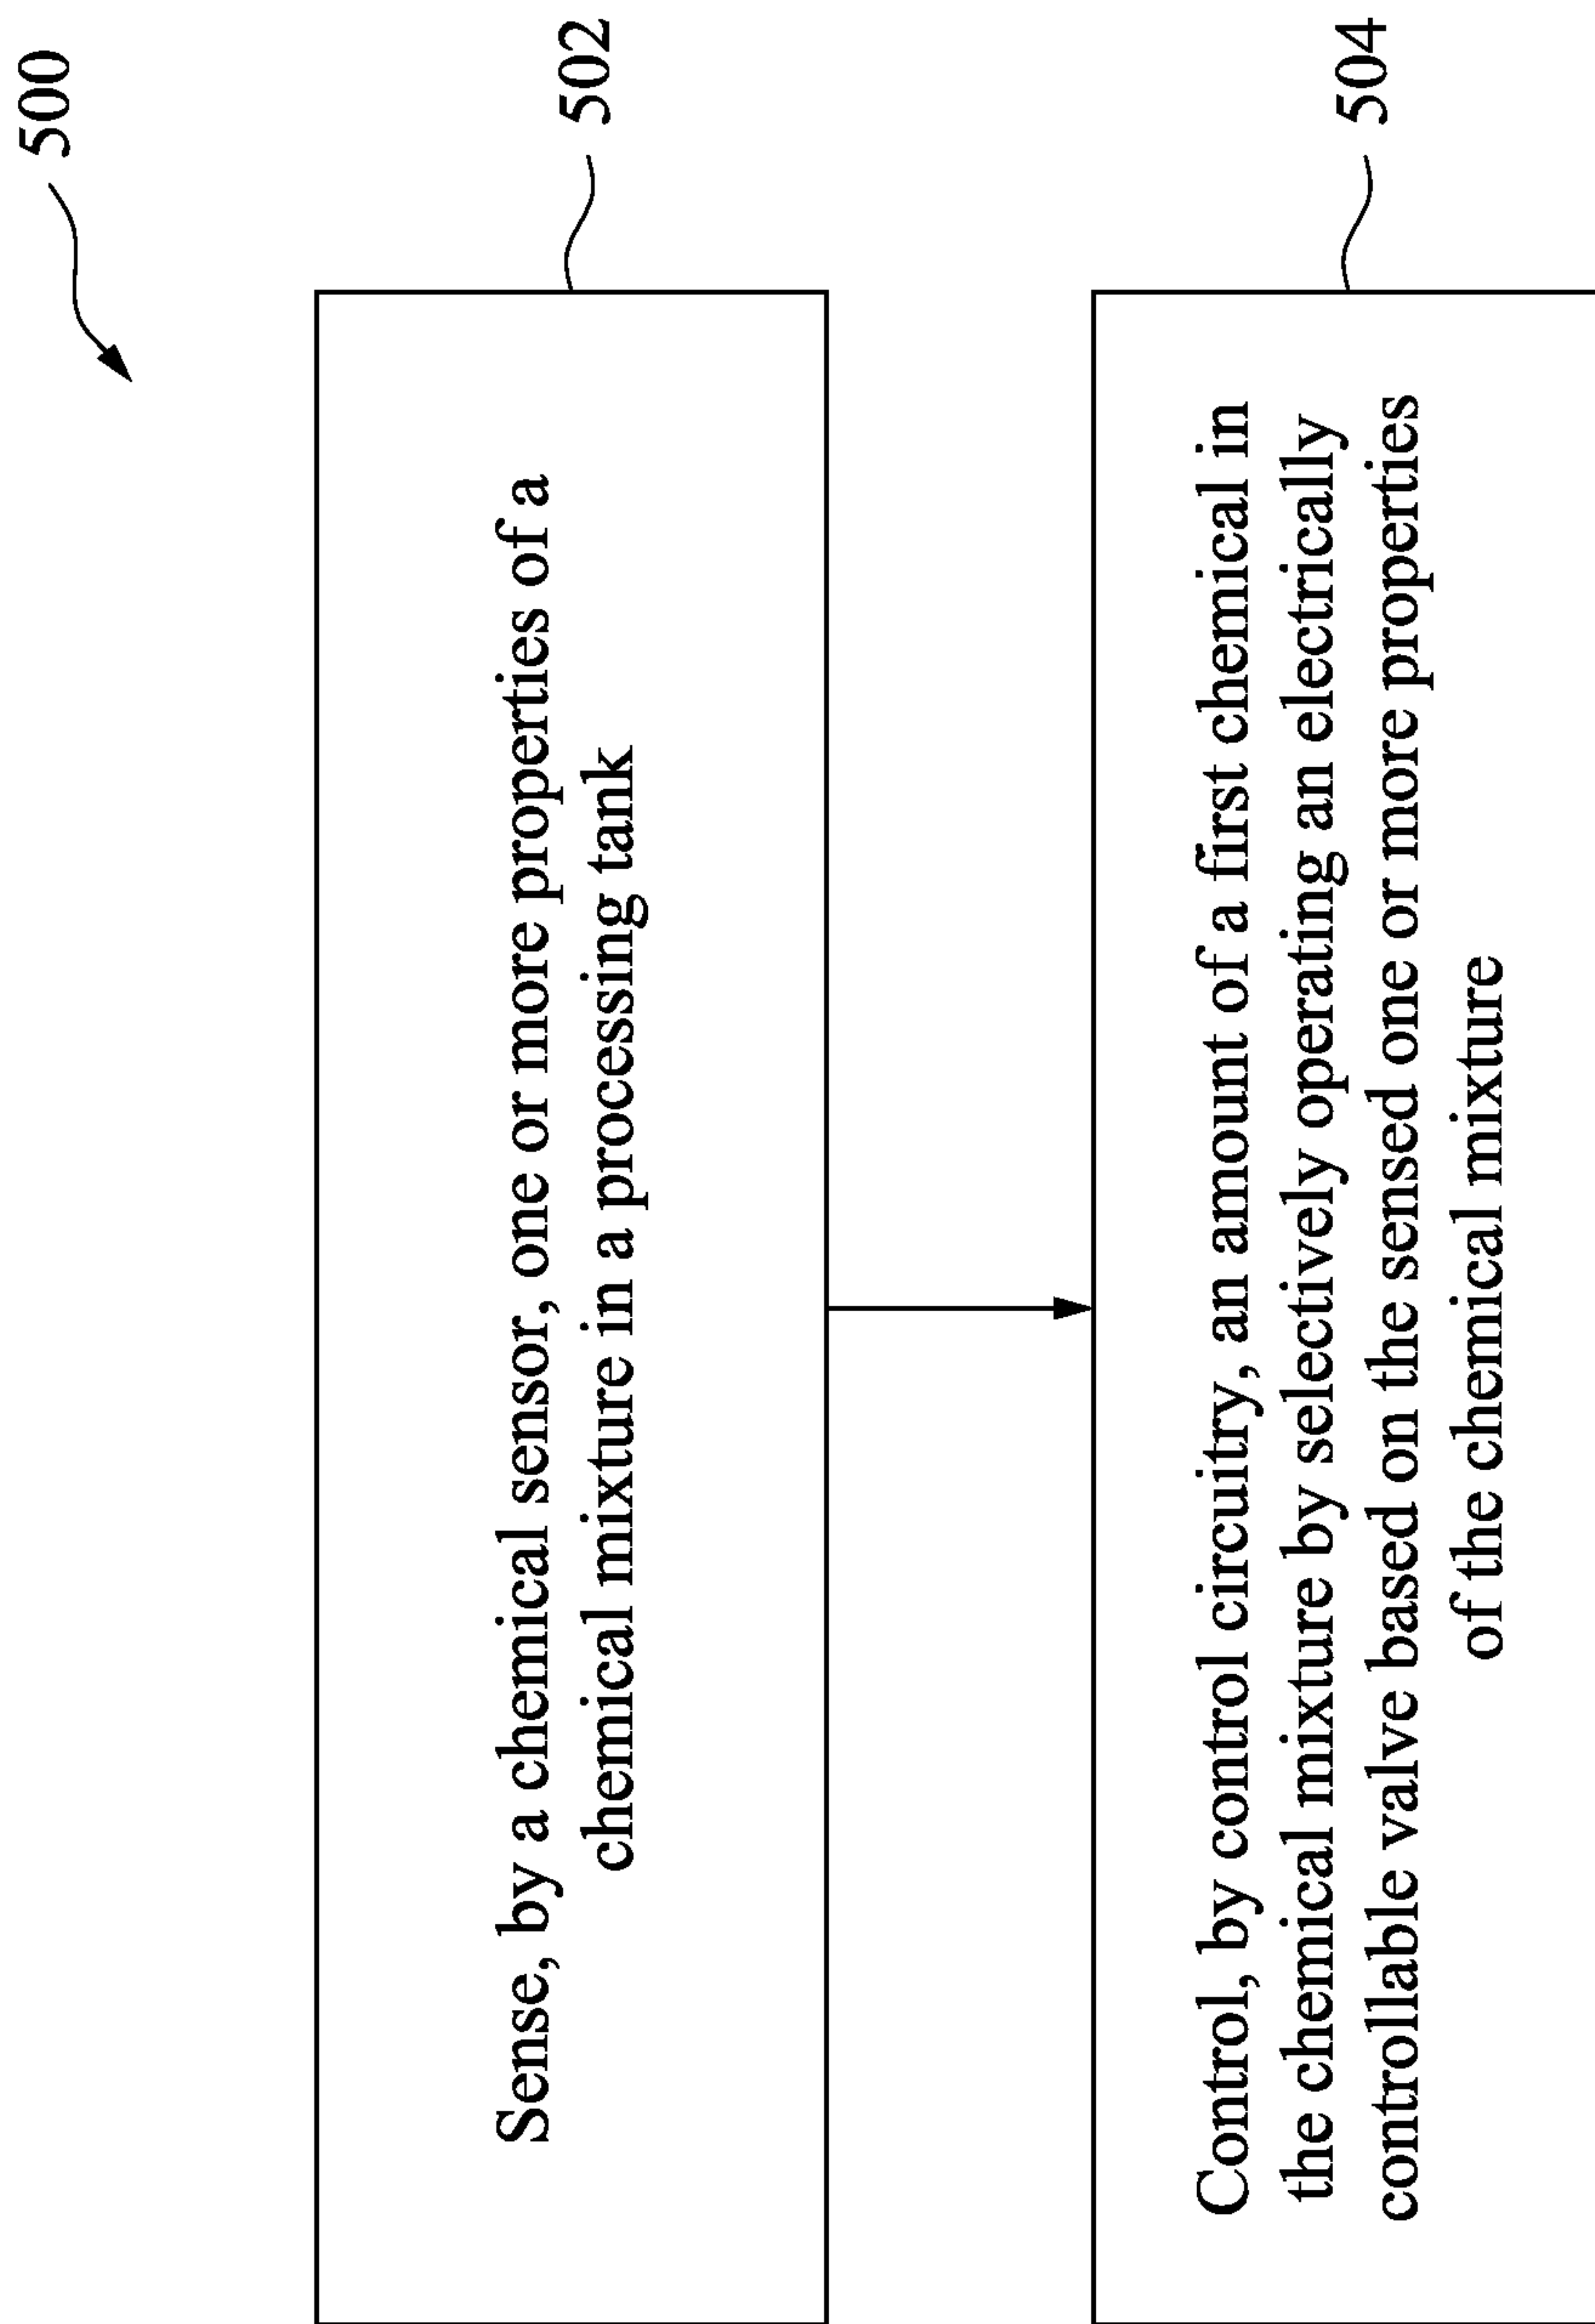 500
Sense, by a chemical sensor, one or more properties of a
chemical mixture in a processing tank
502
Control, by control circuitry, an amount of a first chemical in
the chemical mixture by selectively operating an electrically
controllable valve based on the sensed one or more properties
of the chemical mixture
504